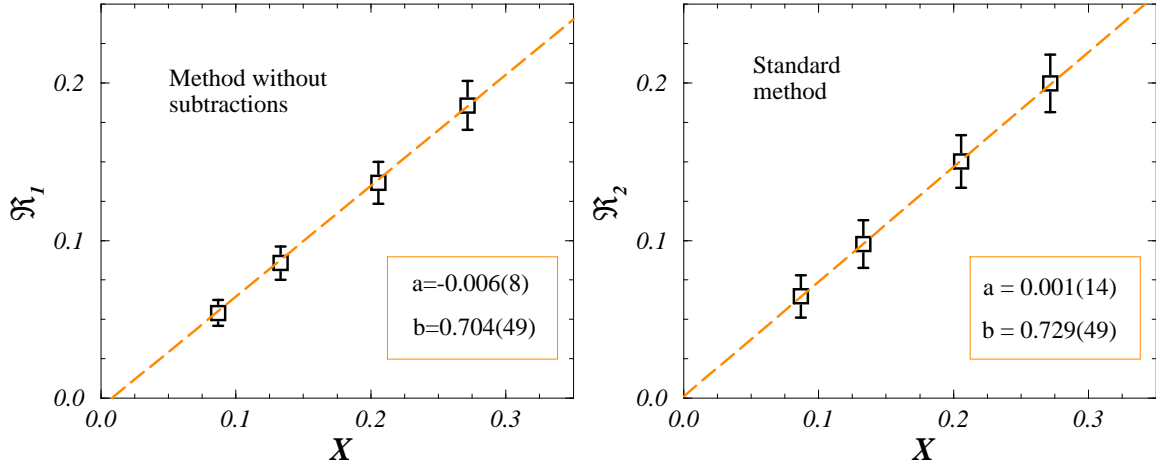 Method without
subtractions
0.2
0.1
0.0
ℜ1
a=-0.006(8)
b=0.704(49)
0.0
0.1
0.2
0.3
X
Standard
method
0.2
0.1
0.0
ℜ2
a = 0.001(14)
b = 0.729(49)
0.0
0.1
0.2
0.3
X